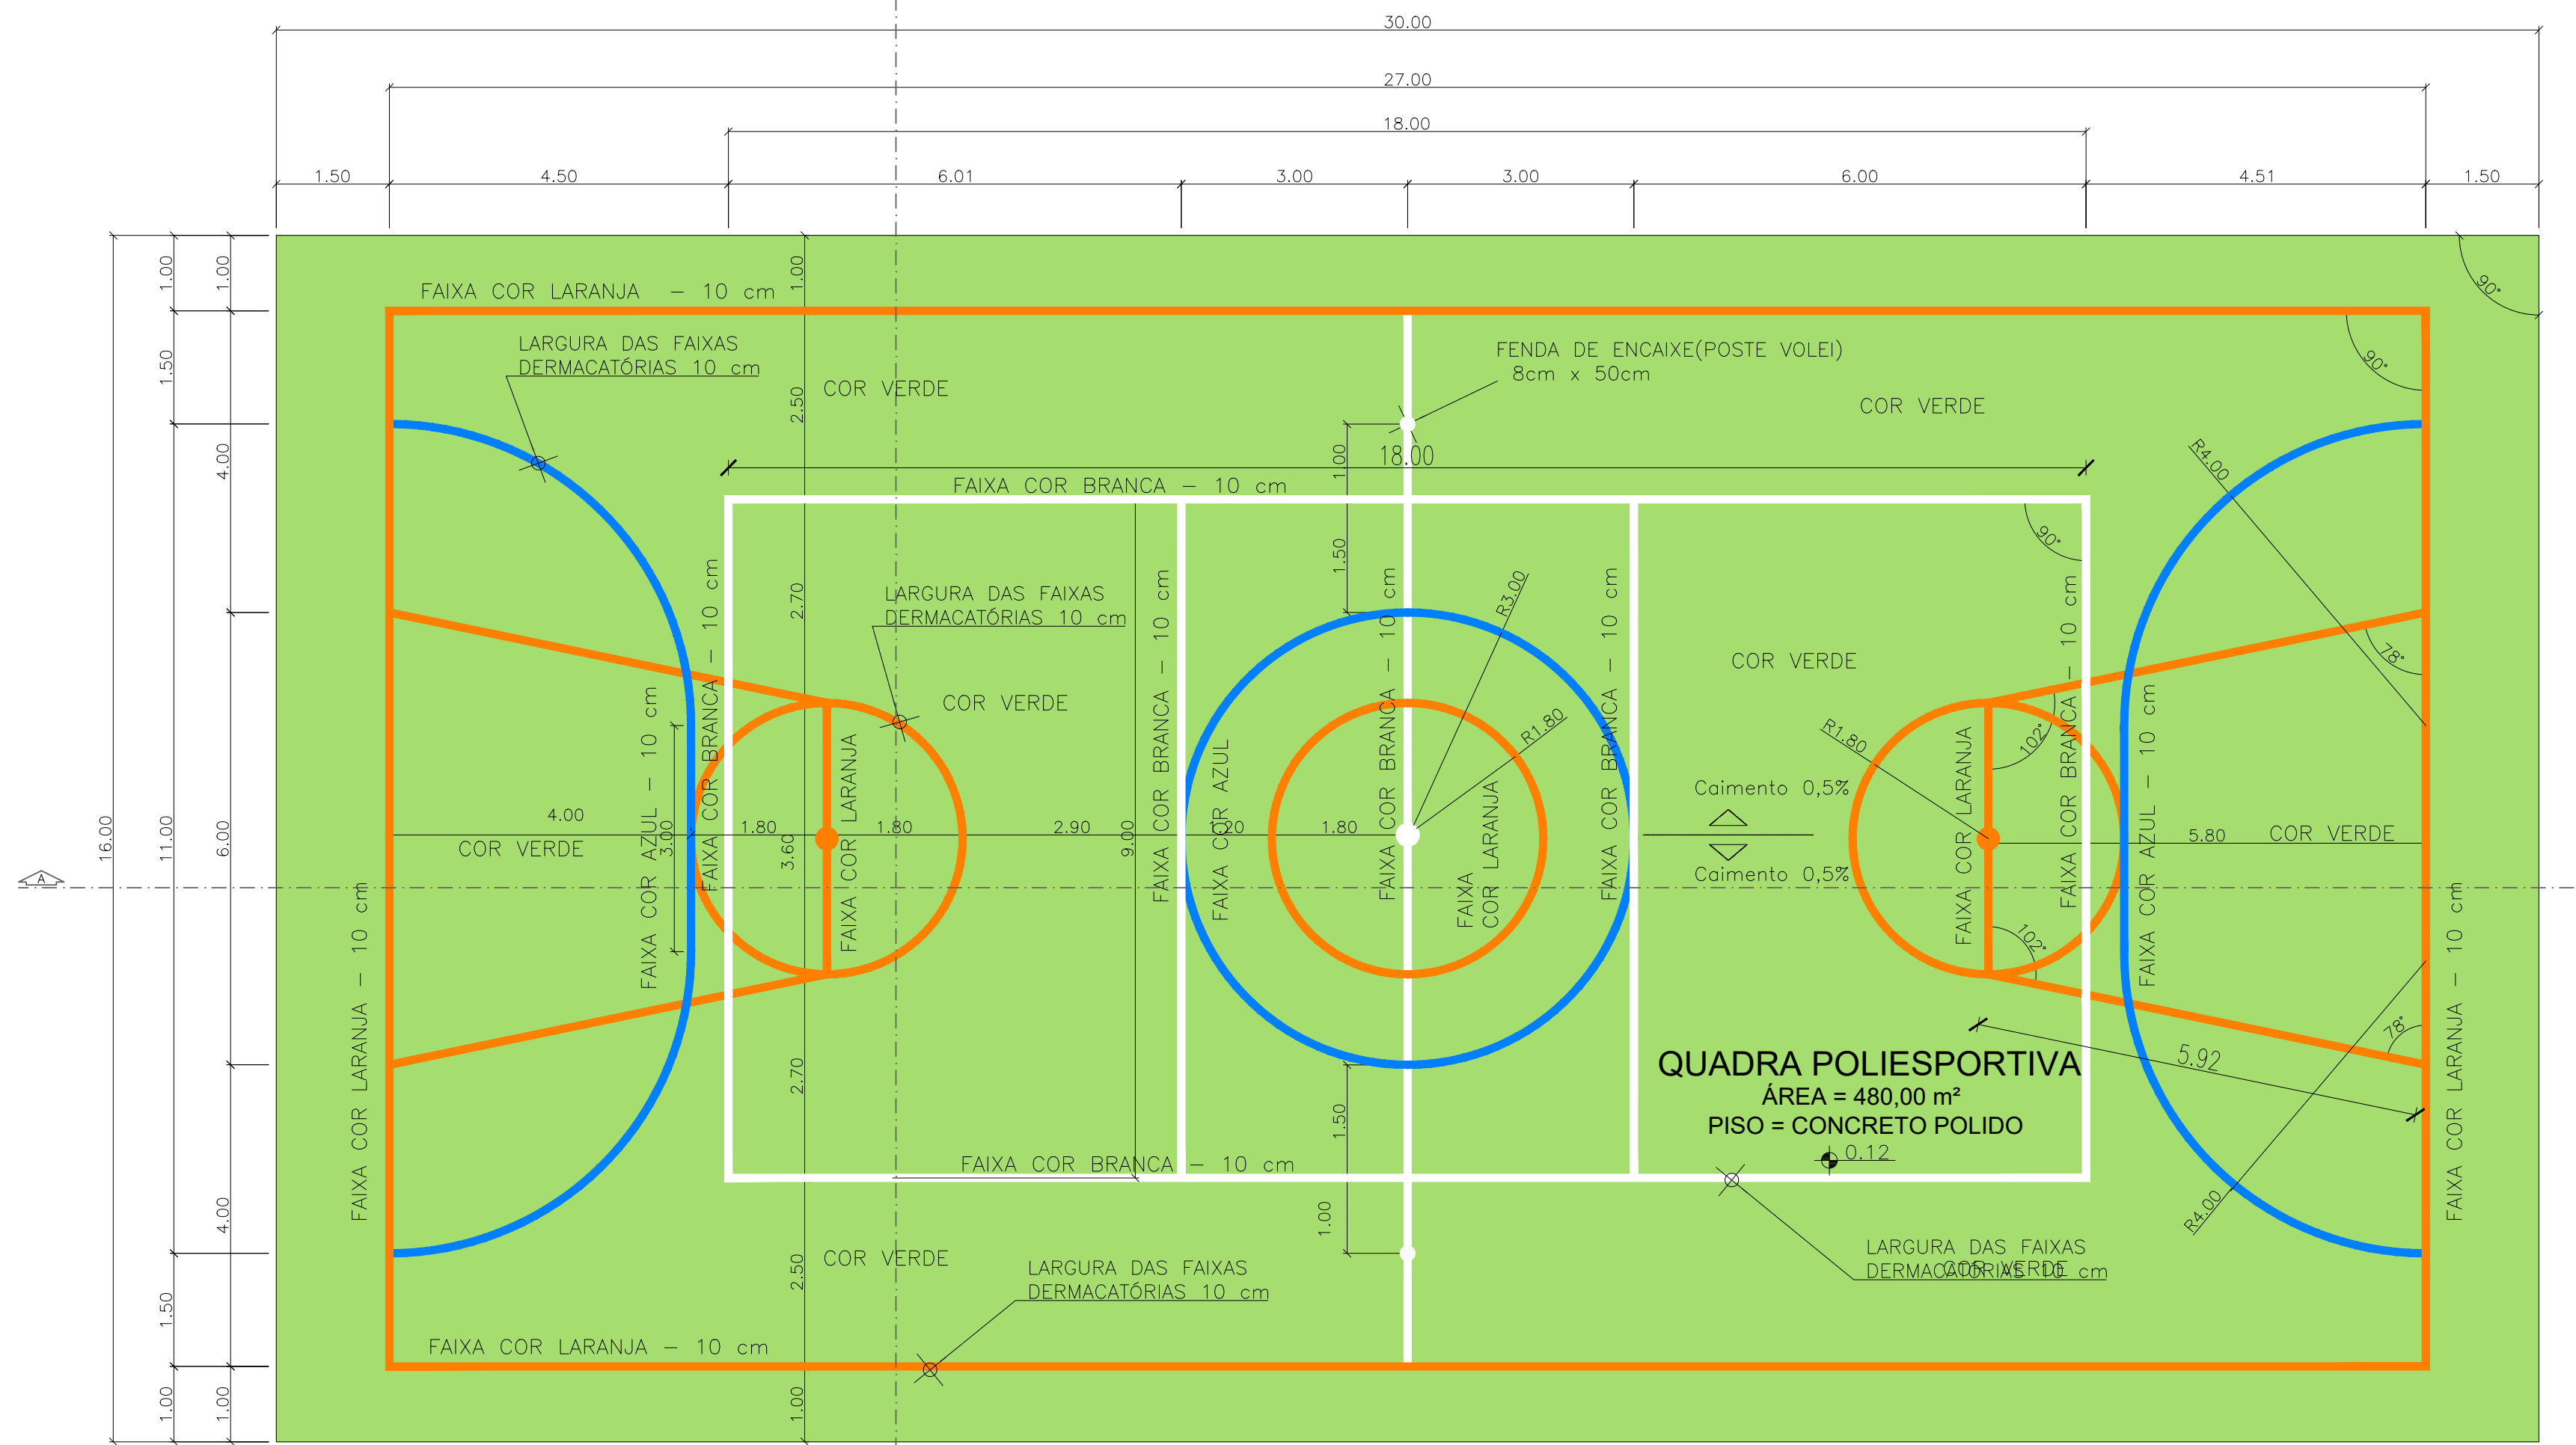 30.00
27.00
18.00
1.50
4.50
6.01
3.00
3.00
6.00
4.51
1.50
16.00
1.00
1.50
11.00
1.50
1.00
1.00
4.00
6.00
4.00
1.00
1.00
2.50
2.70
3.60
2.70
2.50
1.00
FAIXA COR LARANJA – 10 cm
90°
90°
LARGURA DAS FAIXAS
DERMACATÓRIAS 10 cm
FENDA DE ENCAIXE(POSTE VOLEI)
8cm x 50cm
COR VERDE
COR VERDE
18.00
1.00
1.50
R4.00
FAIXA COR BRANCA – 10 cm
90°
LARGURA DAS FAIXAS
DERMACATÓRIAS 10 cm
R3.00
COR VERDE
COR VERDE
78°
R1.80
R1.80
102°
FAIXA COR LARANJA – 10 cm
FAIXA COR AZUL – 10 cm
FAIXA COR BRANCA – 10 cm
FAIXA COR LARANJA
FAIXA COR BRANCA – 10 cm
FAIXA COR AZUL
FAIXA COR BRANCA – 10 cm
FAIXA
COR LARANJA
FAIXA COR BRANCA – 10 cm
FAIXA COR LARANJA
FAIXA COR BRANCA – 10 cm
FAIXA COR AZUL – 10 cm
FAIXA COR LARANJA – 10 cm
Caimento 0,5%
Caimento 0,5%
4.00
3.00
1.80
1.80
2.90
9.00
1.20
1.80
5.80
COR VERDE
COR VERDE
A
102°
78°
5.92
R4.00
QUADRA POLIESPORTIVA
ÁREA = 480,00 m²
PISO = CONCRETO POLIDO
0.12
FAIXA COR BRANCA – 10 cm
1.50
1.00
COR VERDE
LARGURA DAS FAIXAS
DERMACATÓRIAS 10 cm
LARGURA DAS FAIXAS
DERMACATÓRIAS 10 cm
COR VERDE
FAIXA COR LARANJA – 10 cm